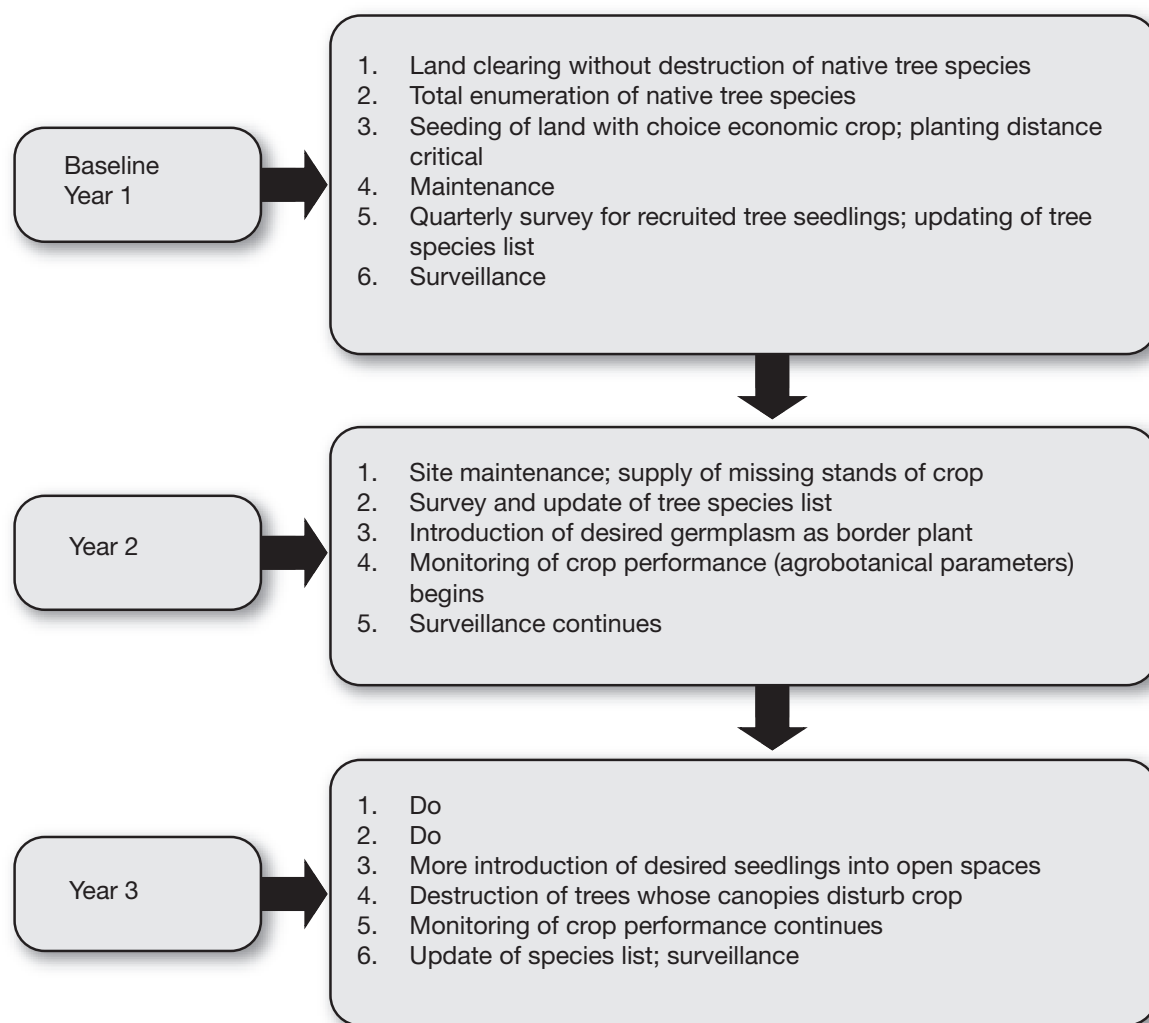 Baseline
Year 1
1. Land clearing without destruction of native tree species
2. Total enumeration of native tree species
3. Seeding of land with choice economic crop; planting distance
critical
4. Maintenance
5. Quarterly survey for recruited tree seedlings; updating of tree
species list
6. Surveillance
Year 2
1. Site maintenance; supply of missing stands of crop
2. Survey and update of tree species list
3. Introduction of desired germplasm as border plant
4. Monitoring of crop performance (agrobotanical parameters)
begins
5. Surveillance continues
Year 3
1. Do
2. Do
3. More introduction of desired seedlings into open spaces
4. Destruction of trees whose canopies disturb crop
5. Monitoring of crop performance continues
6. Update of species list; surveillance